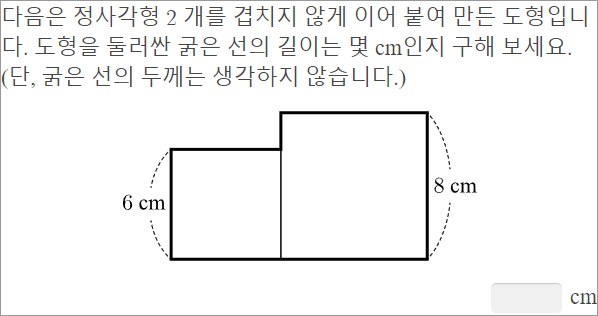 다음은 정사각형 2 개를 겹치지 않게 이어 붙여 만든 도형입니
다. 도형을 둘러싼 굵은 선의 길이는 몇 cm인지 구해 보세요.
(단, 굵은 선의 두께는 생각하지 않습니다.)
6 cm
8 cm
cm